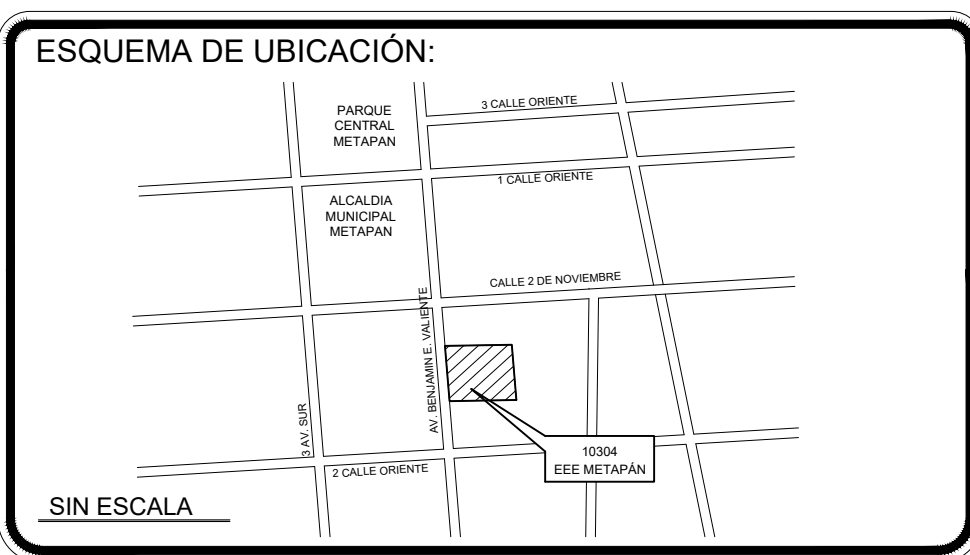 ESQUEMA DE UBICACIÓN:
PARQUE
CENTRAL
METAPAN
3 CALLE ORIENTE
1 CALLE ORIENTE
ALCALDIA
MUNICIPAL
METAPAN
CALLE 2 DE NOVIEMBRE
AV. BENJAMIN E. VALIENTE
3 AV. SUR
10304
EEE METAPÁN
2 CALLE ORIENTE
SIN ESCALA